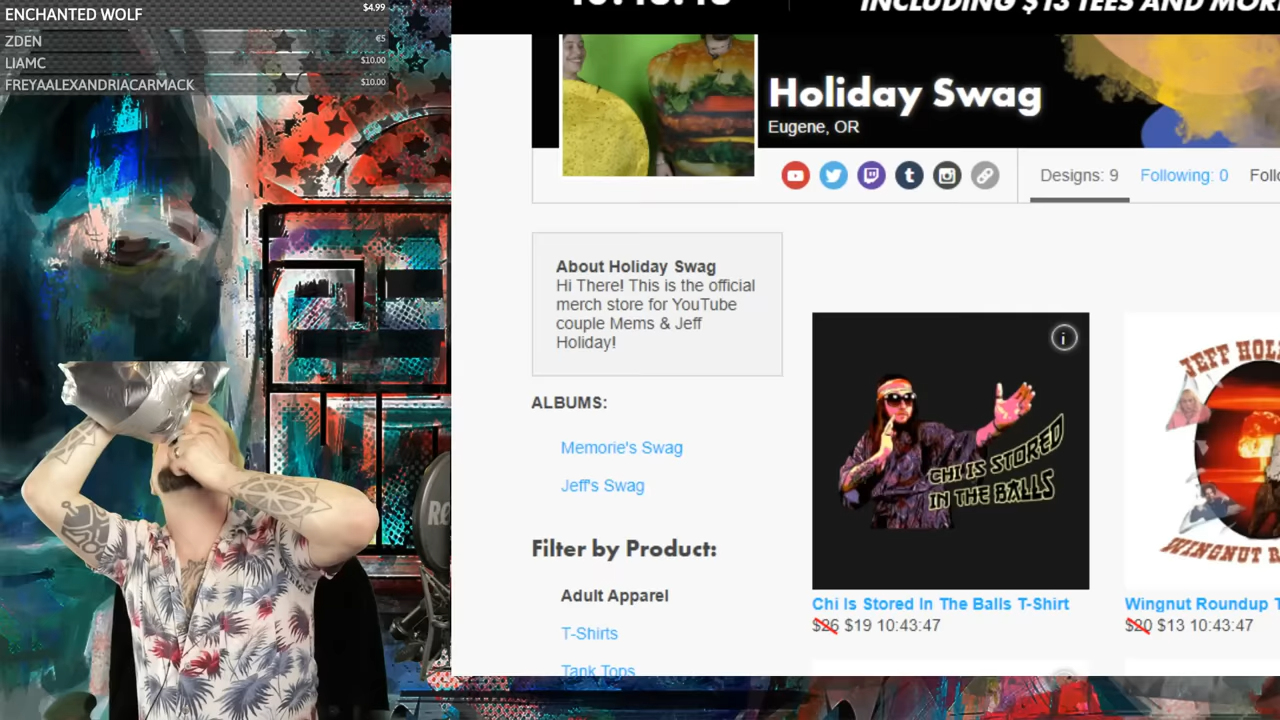 ENCHANTED WOLF $4.99
ZDEN €5
LIAMC $10.00
FREYAALEXANDRIACARMACK $10.00
INCLUDING $13 TEES AND MORE
Holiday Swag
Eugene, OR
Designs: 9 Following: 0 Follo
About Holiday Swag
Hi There! This is the official
merch store for YouTube
couple Mems & Jeff
Holiday!
ALBUMS:
Memorie's Swag
Jeff's Swag
Filter by Product:
Adult Apparel
T-Shirts
Tank Tops
CHI IS STORED
IN THE BALLS
Chi Is Stored In The Balls T-Shirt
$26 $19 10:43:47
JEFF HOL
WINGNUT R
Wingnut Roundup T
$20 $13 10:43:47